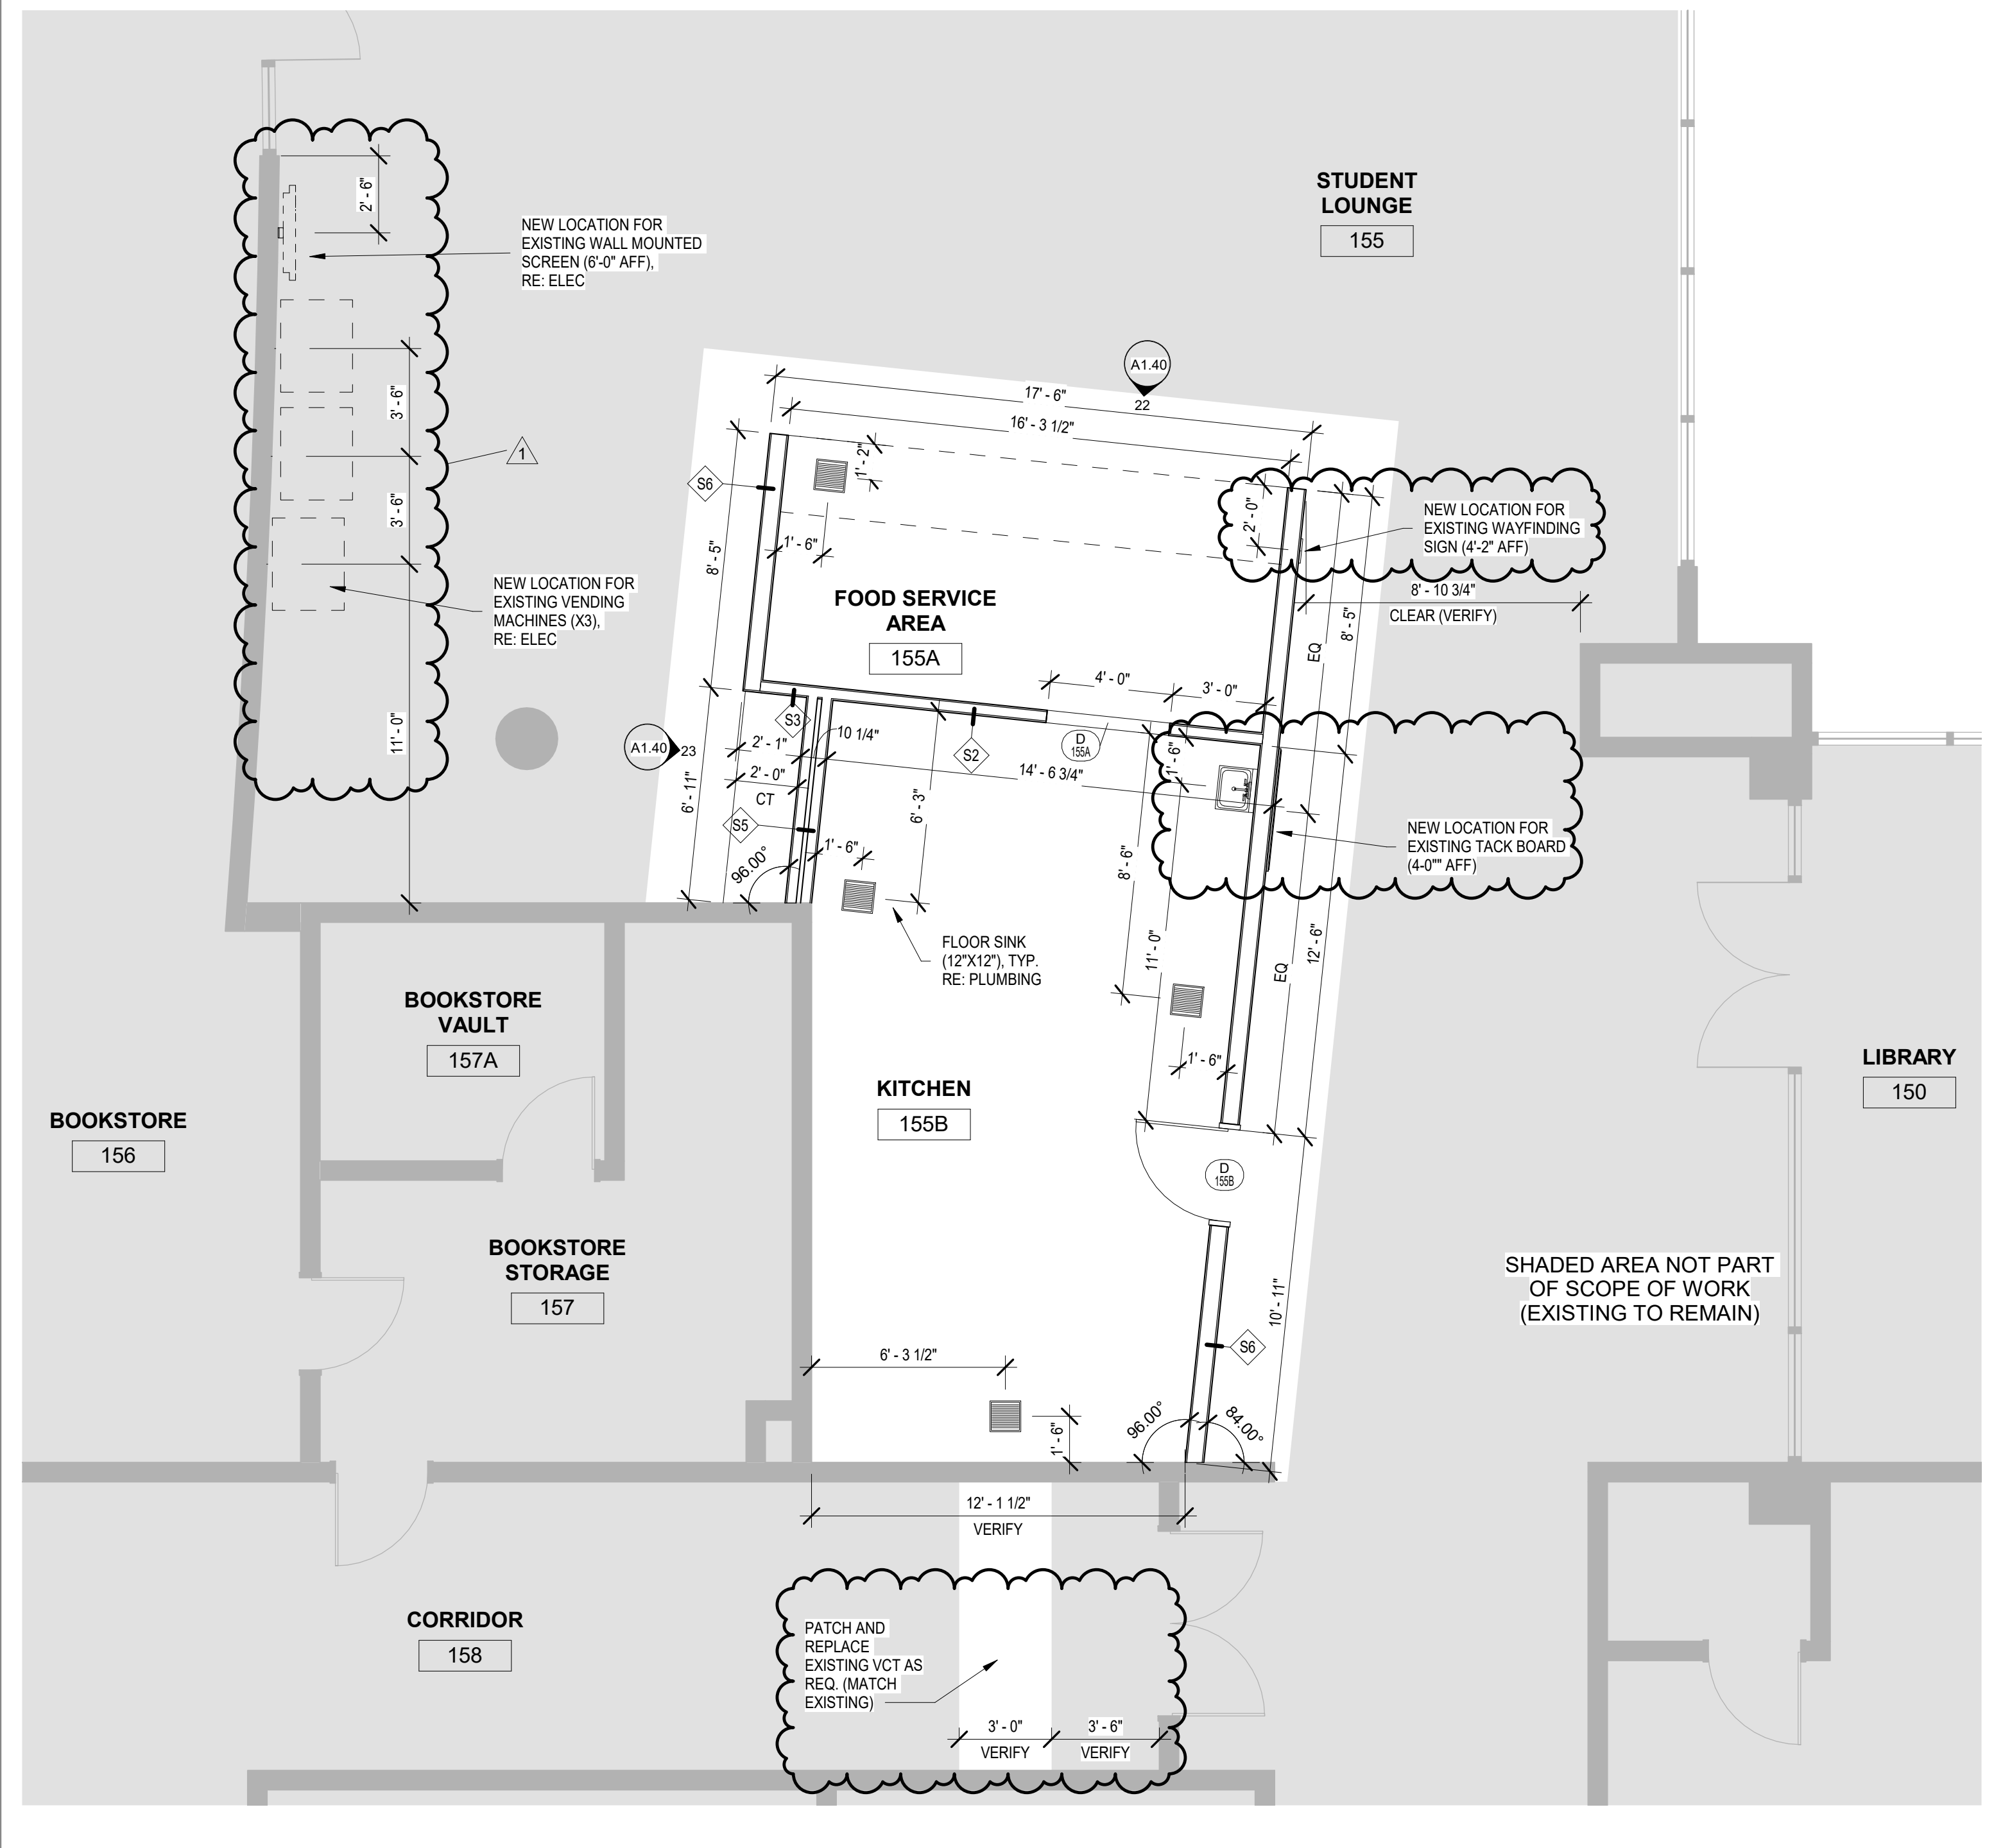 STUDENT
LOUNGE
155
2' - 6"
NEW LOCATION FOR
EXISTING WALL MOUNTED
SCREEN (6'-0" AFF),
RE: ELEC
3' - 6"
1
3' - 6"
NEW LOCATION FOR
EXISTING VENDING
MACHINES (X3),
RE: ELEC
11' - 0"
A1.40
22
17' - 6"
16' - 3 1/2"
1' - 2"
S6
8' - 5"
1' - 6"
2' - 0"
NEW LOCATION FOR
EXISTING WAYFINDING
SIGN (4'-2" AFF)
8' - 10 3/4"
CLEAR (VERIFY)
FOOD SERVICE
AREA
155A
EQ
8' - 5"
4' - 0"
3' - 0"
S3
A1.40
23
2' - 1"
10 1/4"
S2
D
155A
1' - 6"
2' - 0"
CT
14' - 6 3/4"
6' - 11"
S5
6' - 3"
1' - 6"
96.00°
8' - 6"
NEW LOCATION FOR
EXISTING TACK BOARD
(4-0"" AFF)
FLOOR SINK
(12"X12"), TYP.
RE: PLUMBING
11' - 0"
EQ
12' - 6"
BOOKSTORE
VAULT
157A
1' - 6"
LIBRARY
150
KITCHEN
155B
BOOKSTORE
156
D
155B
BOOKSTORE
STORAGE
157
SHADED AREA NOT PART
OF SCOPE OF WORK
(EXISTING TO REMAIN)
10' - 11"
S6
6' - 3 1/2"
1' - 6"
96.00°
84.00°
12' - 1 1/2"
VERIFY
CORRIDOR
158
PATCH AND
REPLACE
EXISTING VCT AS
REQ. (MATCH
EXISTING)
3' - 0"
VERIFY
3' - 6"
VERIFY